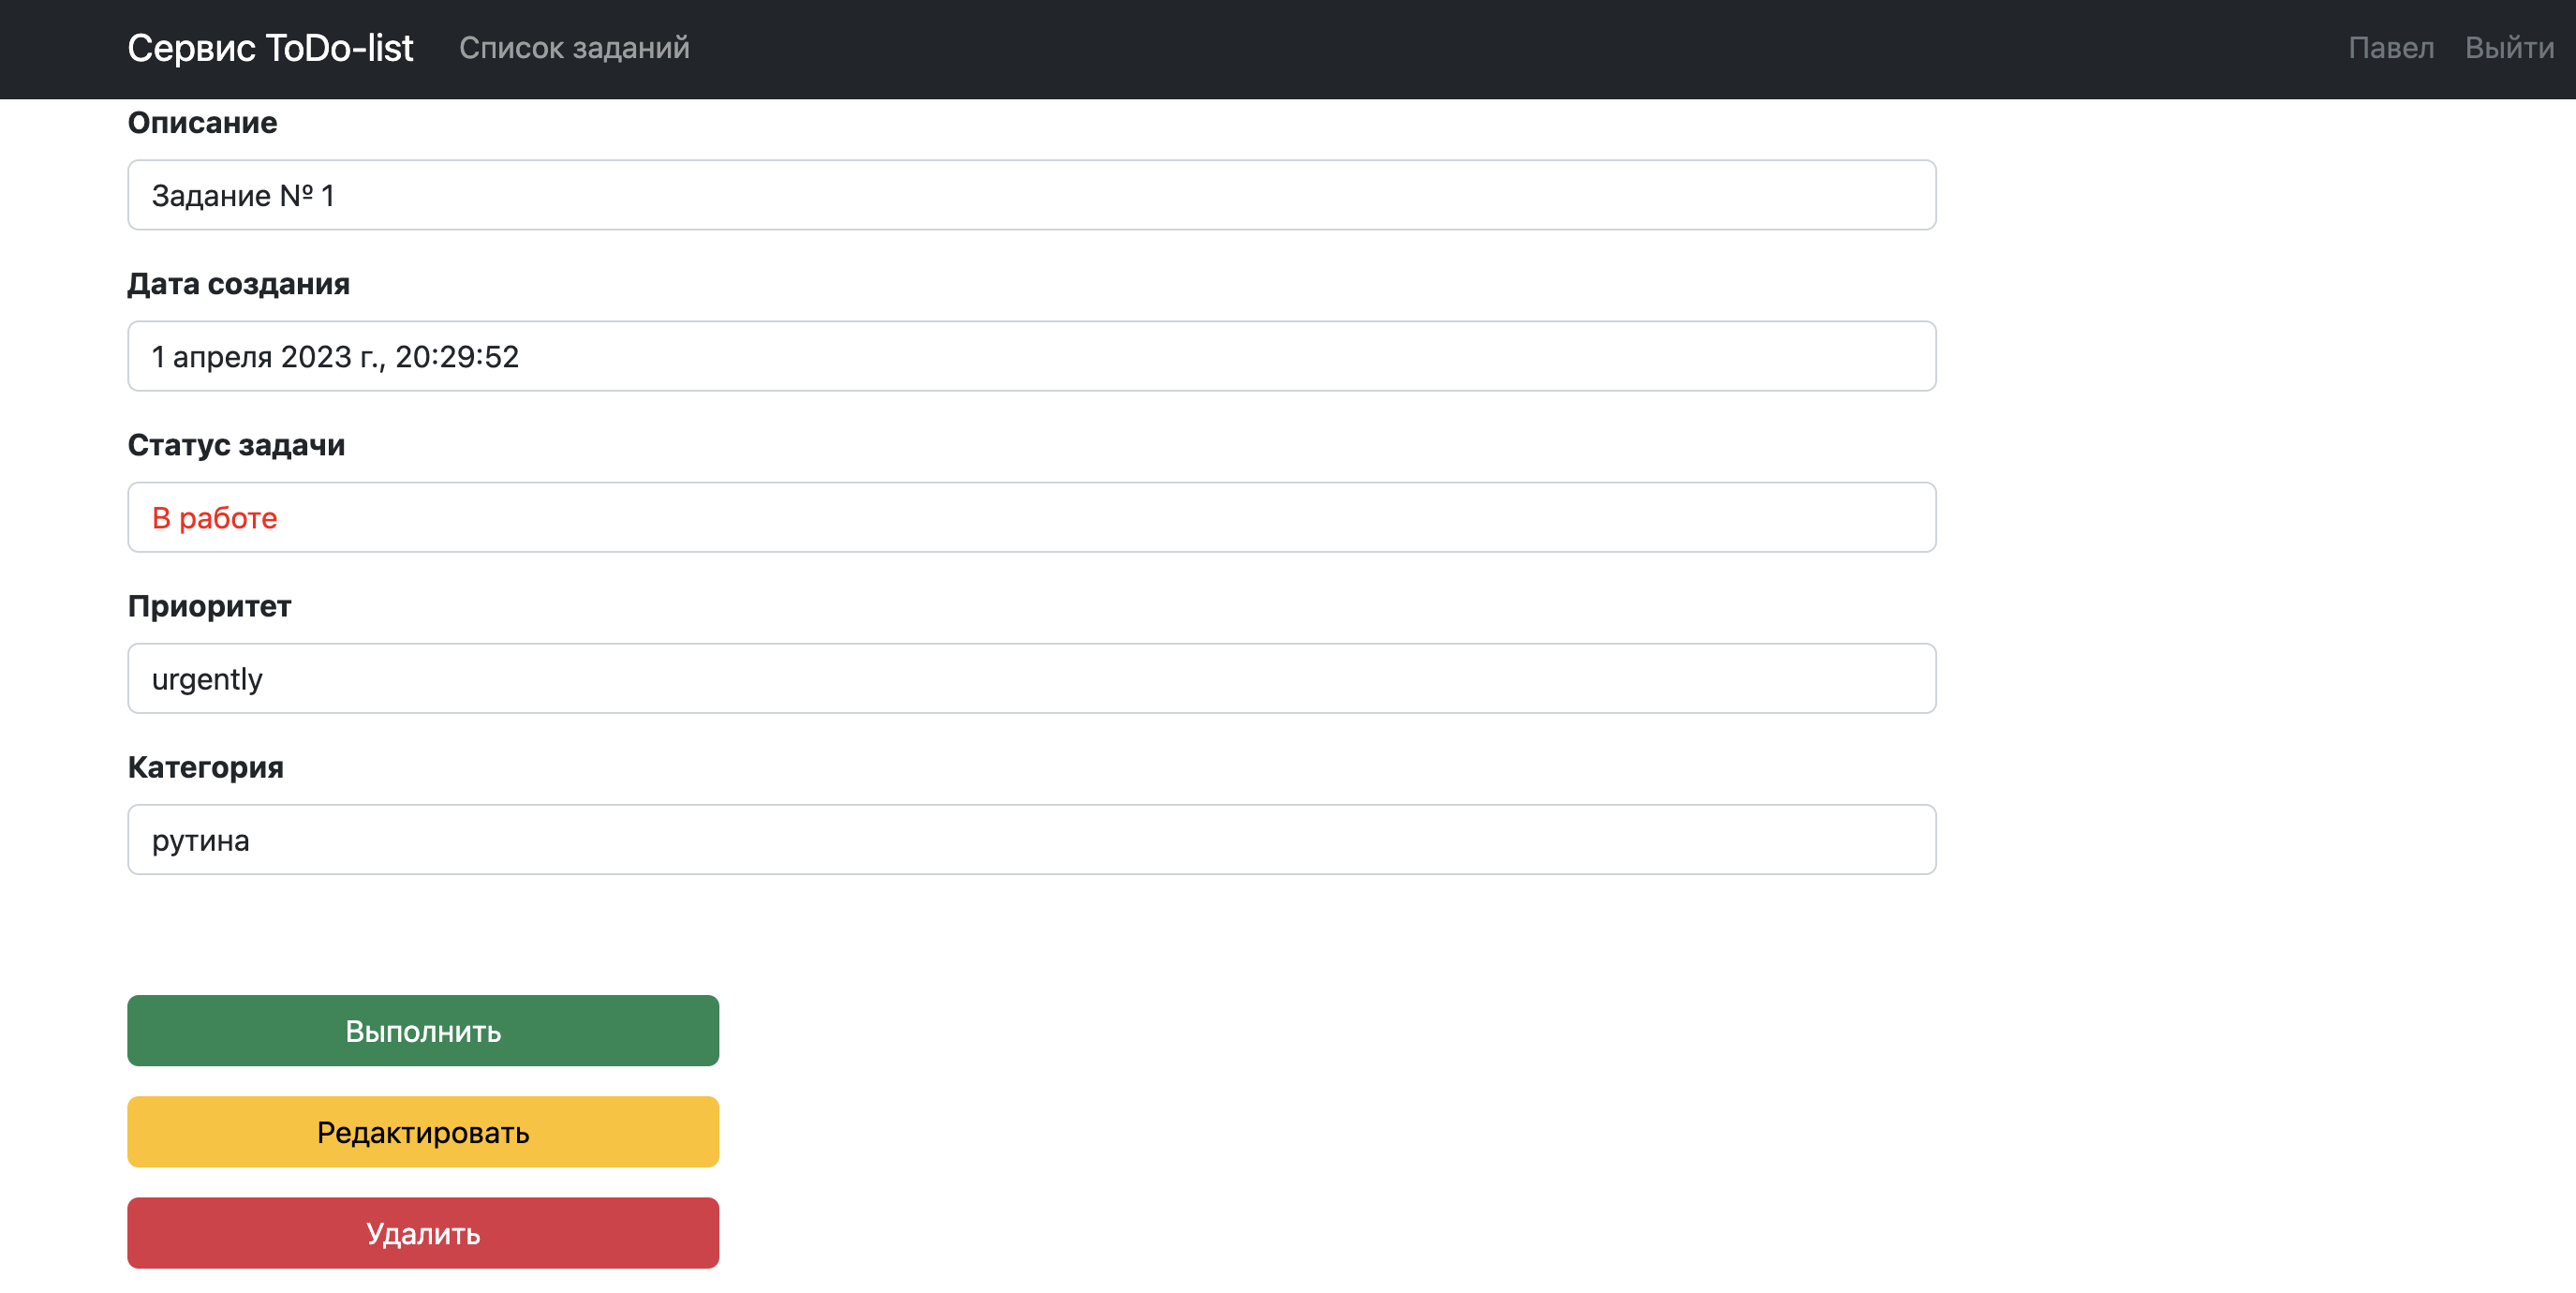 Сервис ToDo-list Список заданий Павел Выйти
Описание
Задание № 1
Дата создания
1 апреля 2023 г., 20:29:52
Статус задачи
В работе
Приоритет
urgently
Категория
рутина
Выполнить
Редактировать
Удалить